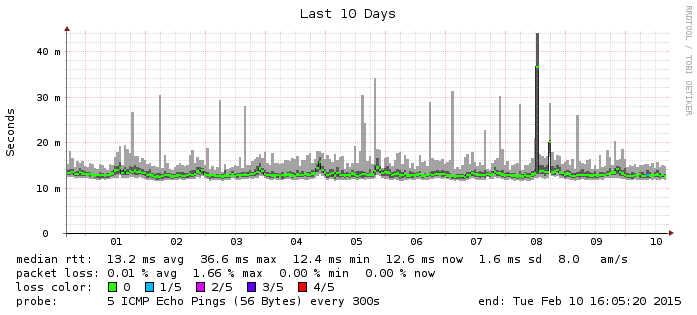 Last 10 Days
RRDTOOL / TOBI OETIKER
Seconds
40 m
30 m
20 m
10 m
0
01 02 03 04 05 06 07 08 09 10
median rtt: 13.2 ms avg 36.6 ms max 12.4 ms min 12.6 ms now 1.6 ms sd 8.0 am/s
packet loss: 0.01 % avg 1.66 % max 0.00 % min 0.00 % now
loss color: 0 1/5 2/5 3/5 4/5
probe: 5 ICMP Echo Pings (56 Bytes) every 300s end: Tue Feb 10 16:05:20 2015